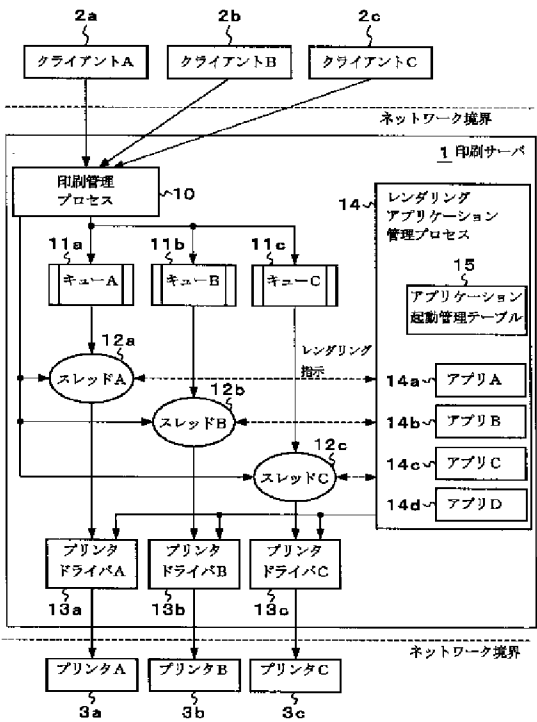 2a
2b
2c
クライアントA
クライアントB
クライアントC
ネットワーク境界
1 印刷サーバ
印刷管理
プロセス
10
14
レンダリング
アプリケーション
管理プロセス
11a
11b
11c
キューA
キューB
キューC
15
アプリケーション
起動管理テーブル
レンダリング
指示
12a
スレッドA
12b
スレッドB
12c
スレッドC
14a
アプリA
14b
アプリB
14c
アプリC
14d
アプリD
プリンタ
ドライバA
プリンタ
ドライバB
プリンタ
ドライバC
13a
13b
13c
ネットワーク境界
プリンタA
プリンタB
プリンタC
3a
3b
3c